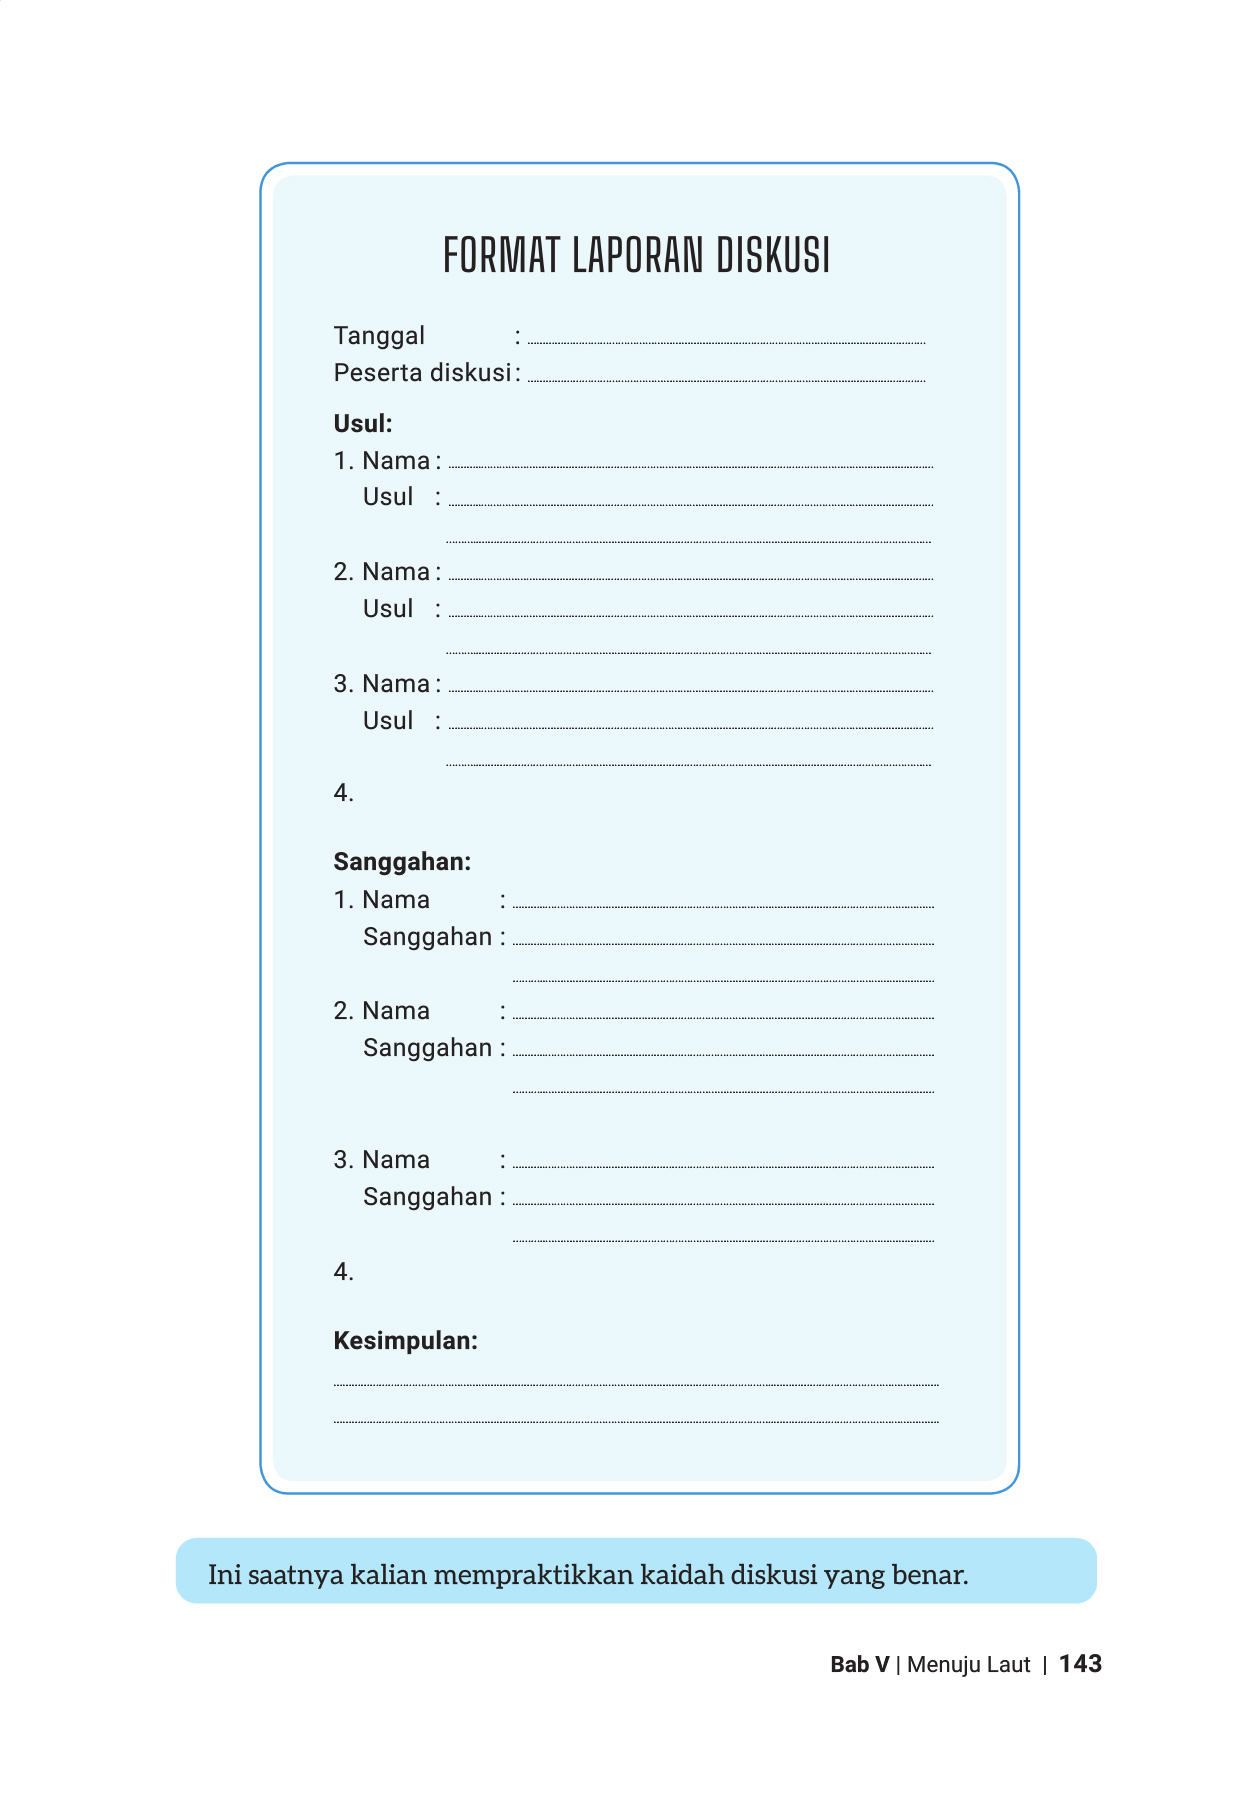 FORMAT LAPORAN DISKUSI
Tanggal :
Peserta diskusi :
Usul:
1. Nama :
Usul :
2. Nama :
Usul :
3. Nama :
Usul :
4.
Sanggahan:
1. Nama :
Sanggahan :
2. Nama :
Sanggahan :
3. Nama :
Sanggahan :
4.
Kesimpulan:
Ini saatnya kalian mempraktikkan kaidah diskusi yang benar.
Bab V | Menuju Laut | 143